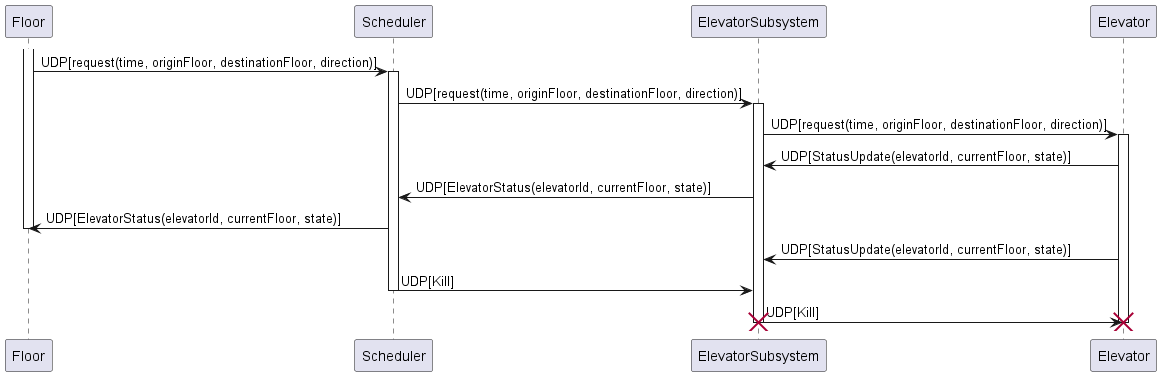 Floor Scheduler ElevatorSubsystem Elevator
UDP[request(time, originFloor, destinationFloor, direction)]
UDP[request(time, originFloor, destinationFloor, direction)]
UDP[request(time, originFloor, destinationFloor, direction)]
UDP[StatusUpdate(elevatorId, currentFloor, state)]
UDP[ElevatorStatus(elevatorId, currentFloor, state)]
UDP[ElevatorStatus(elevatorId, currentFloor, state)]
UDP[StatusUpdate(elevatorId, currentFloor, state)]
UDP[Kill]
UDP[Kill]
Floor Scheduler ElevatorSubsystem Elevator